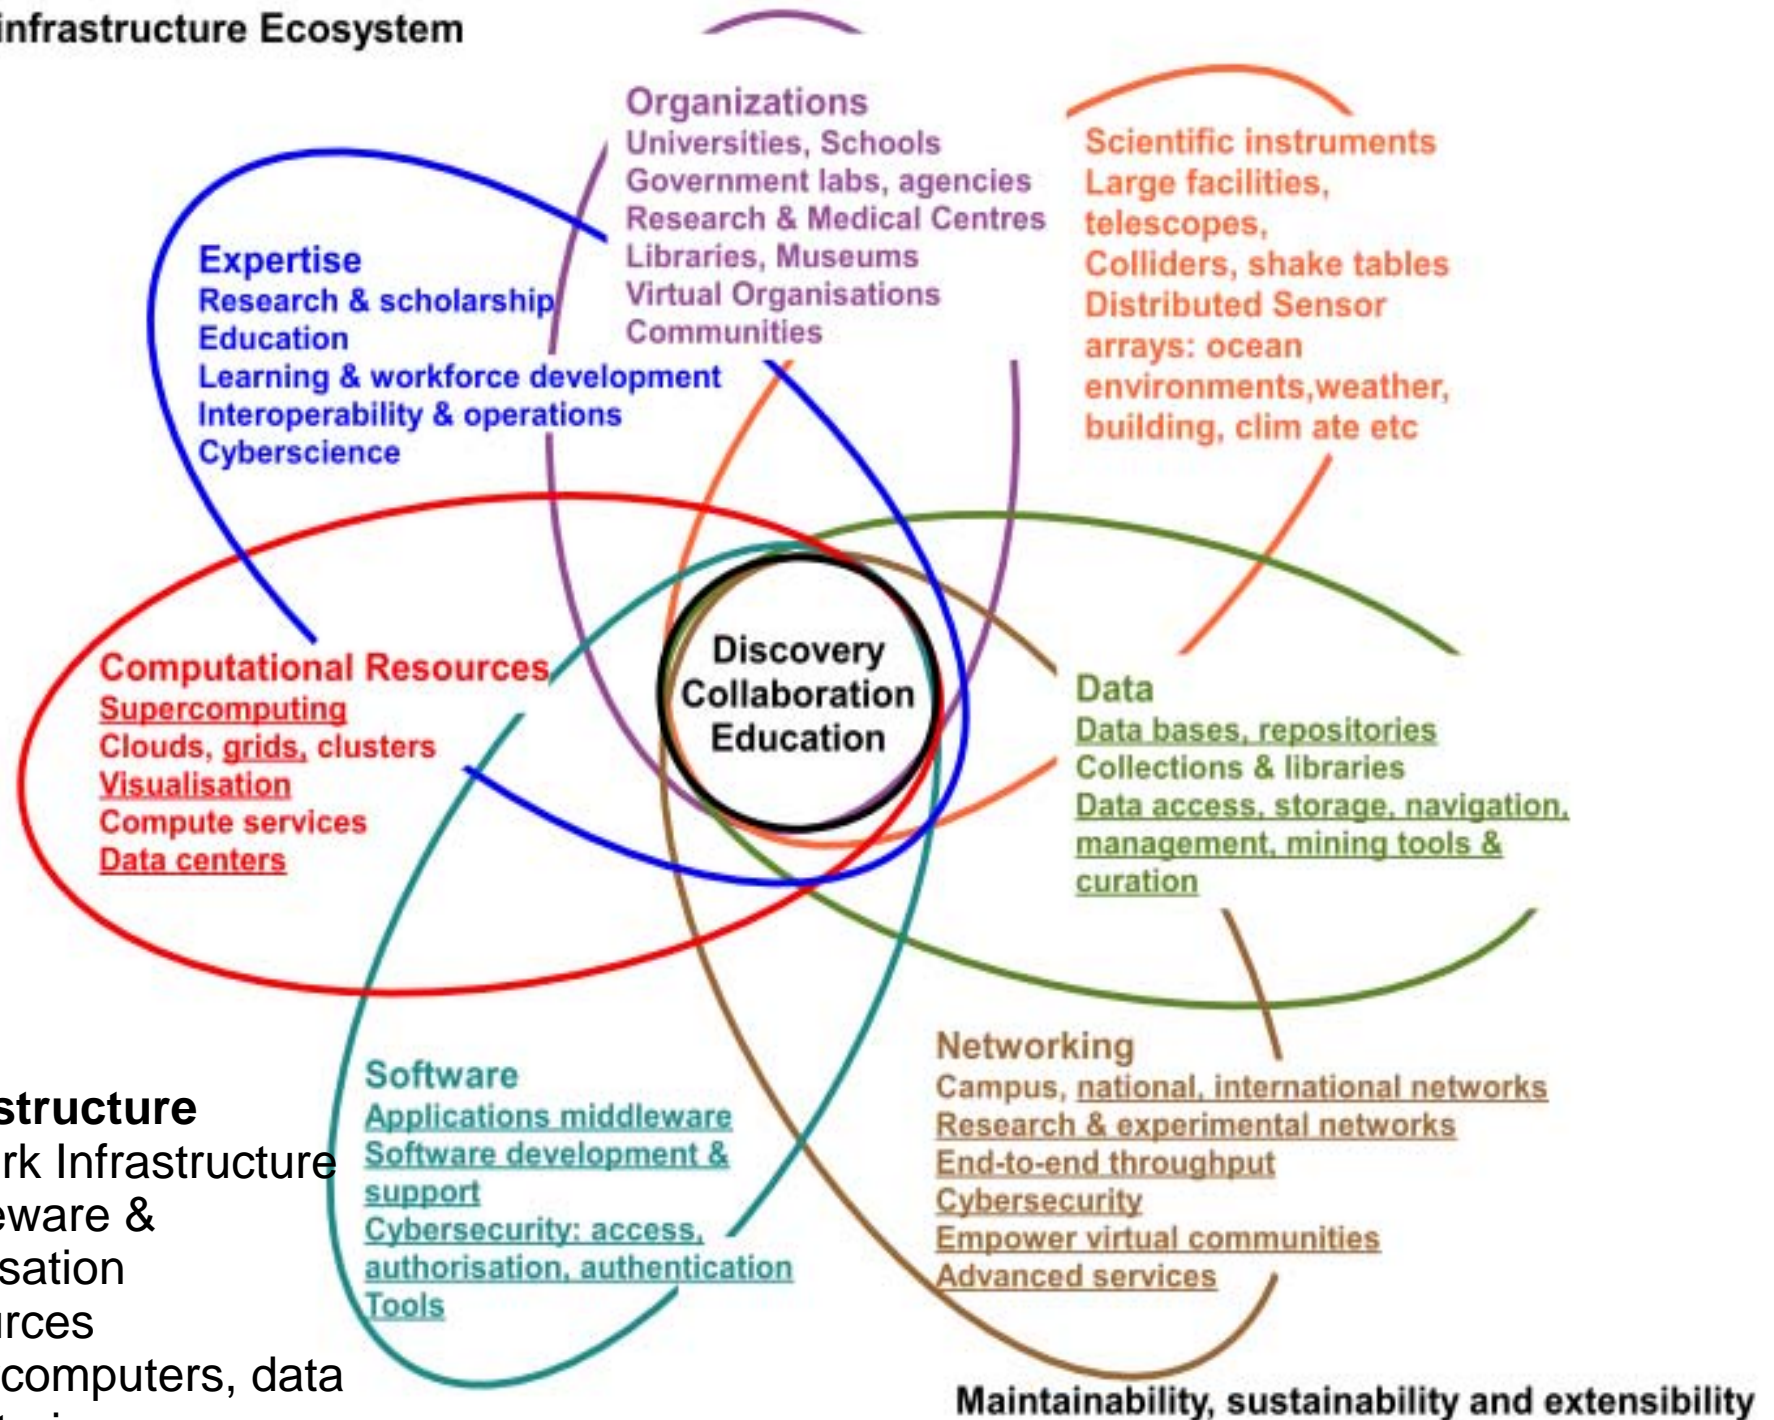 infrastructure Ecosystem
Organizations
Universities, Schools
Government labs, agencies
Research & Medical Centres
Libraries, Museums
Virtual Organisations
Communities
Scientific instruments
Large facilities,
telescopes,
Colliders, shake tables
Distributed Sensor
arrays: ocean
environments,weather,
building, clim ate etc
Expertise
Research & scholarship
Education
Learning & workforce development
Interoperability & operations
Cyberscience
Discovery
Collaboration
Education
Computational Resources
Supercomputing
Clouds, grids, clusters
Visualisation
Compute services
Data centers
Data
Data bases, repositories
Collections & libraries
Data access, storage, navigation,
management, mining tools &
curation
Software
Applications middleware
Software development &
support
Cybersecurity: access,
authorisation, authentication
Tools
Networking
Campus, national, international networks
Research & experimental networks
End-to-end throughput
Cybersecurity
Empower virtual communities
Advanced services
structure
rk Infrastructure
eware &
sation
urces
computers, data
Maintainability, sustainability and extensibility